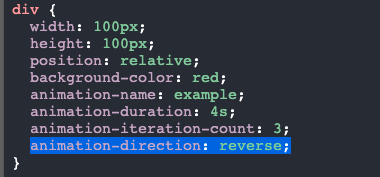 div {
  width: 100px;
  height: 100px;
  position: relative;
  background-color: red;
  animation-name: example;
  animation-duration: 4s;
  animation-iteration-count: 3;
  animation-direction: reverse;
}